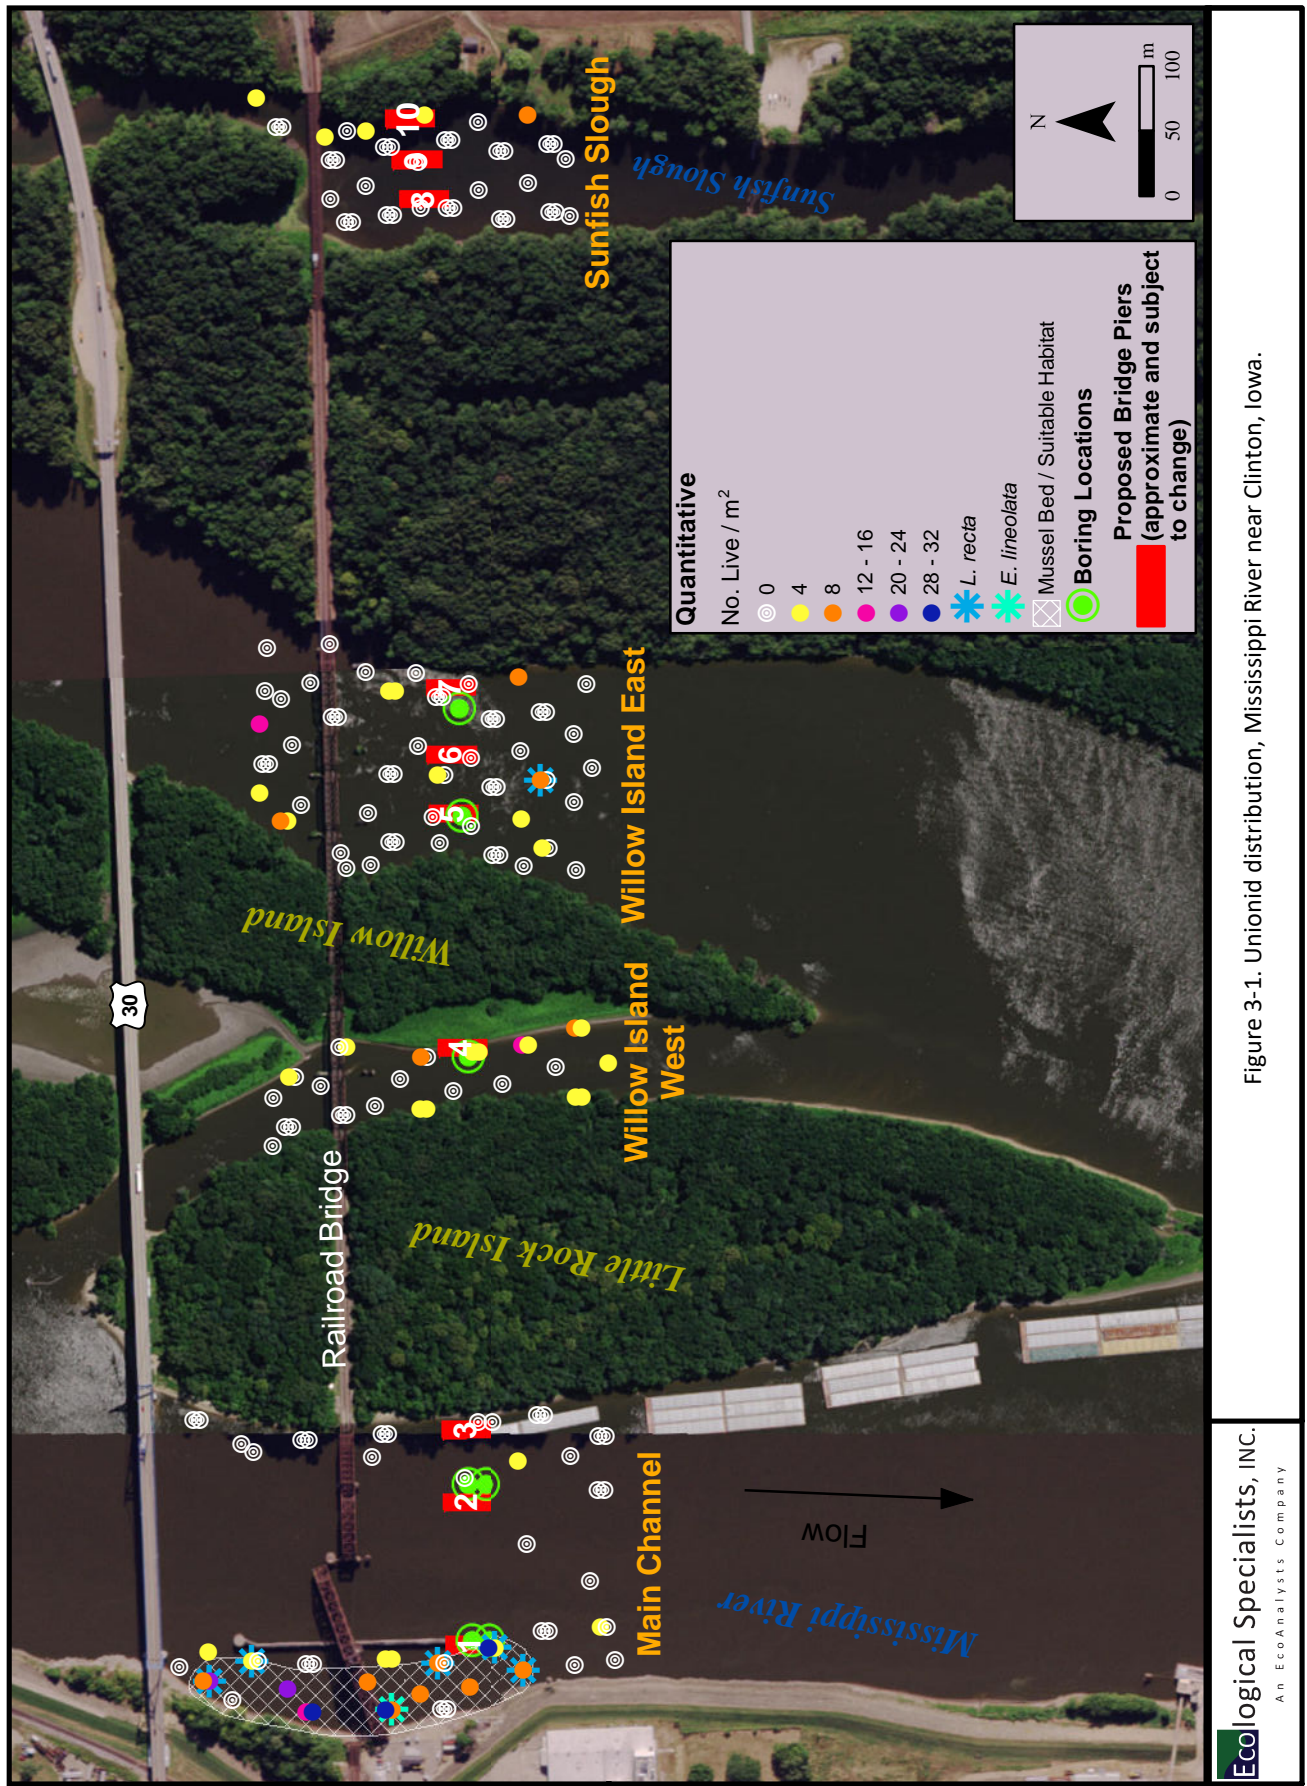 Railroad Bridge
30
Main Channel
Willow Island
West
Willow Island East
Sunfish Slough
Mississippi River
Flow
Little Rock Island
Willow Island
Sunfish Slough
1
2
3
4
5
6
7
8
9
10
Quantitative
No. Live / m²
0
4
8
12 - 16
20 - 24
28 - 32
L. recta
E. lineolata
Mussel Bed / Suitable Habitat
Boring Locations
Proposed Bridge Piers
(approximate and subject
to change)
N
0 50 100 m
Ecological Specialists, INC.
An EcoAnalysts Company
Figure 3-1. Unionid distribution, Mississippi River near Clinton, Iowa.